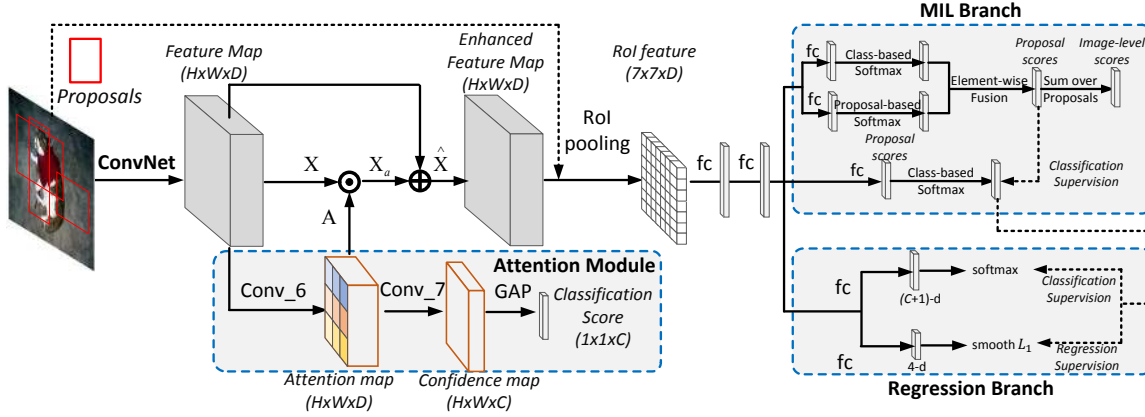 Proposals
ConvNet
Feature Map
(HxWxD)
X
A
X_a
X̂
Enhanced
Feature Map
(HxWxD)
RoI
pooling
RoI feature
(7x7xD)
fc
fc
Attention Module
Conv_6
Attention map
(HxWxD)
Conv_7
Confidence map
(HxWxC)
GAP
Classification
Score
(1x1xC)
MIL Branch
fc
Class-based
Softmax
fc
Proposal-based
Softmax
Element-wise
Fusion
Proposal
scores
Sum over
Proposals
Image-level
scores
Proposal
scores
fc
Class-based
Softmax
Classification
Supervision
fc
(C+1)-d
softmax
Classification
Supervision
fc
4-d
smooth L₁
Regression
Supervision
Regression Branch